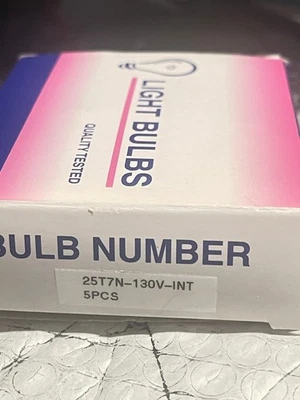 LIGHT BULBS
QUALITY TESTED
BULB NUMBER
25T7N-130V-INT
5PCS